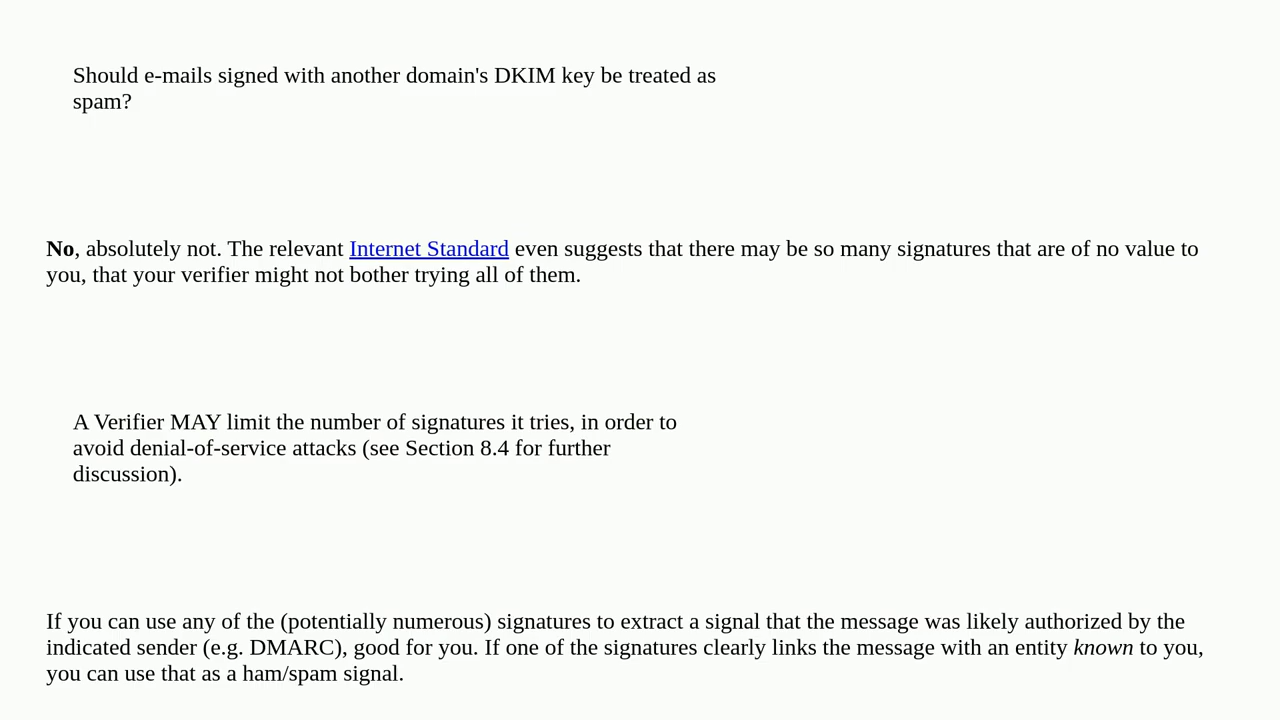 Should e-mails signed with another domain's DKIM key be treated as
spam?
No, absolutely not. The relevant Internet Standard even suggests that there may be so many signatures that are of no value to
you, that your verifier might not bother trying all of them.
A Verifier MAY limit the number of signatures it tries, in order to
avoid denial-of-service attacks (see Section 8.4 for further
discussion).
If you can use any of the (potentially numerous) signatures to extract a signal that the message was likely authorized by the
indicated sender (e.g. DMARC), good for you. If one of the signatures clearly links the message with an entity known to you,
you can use that as a ham/spam signal.